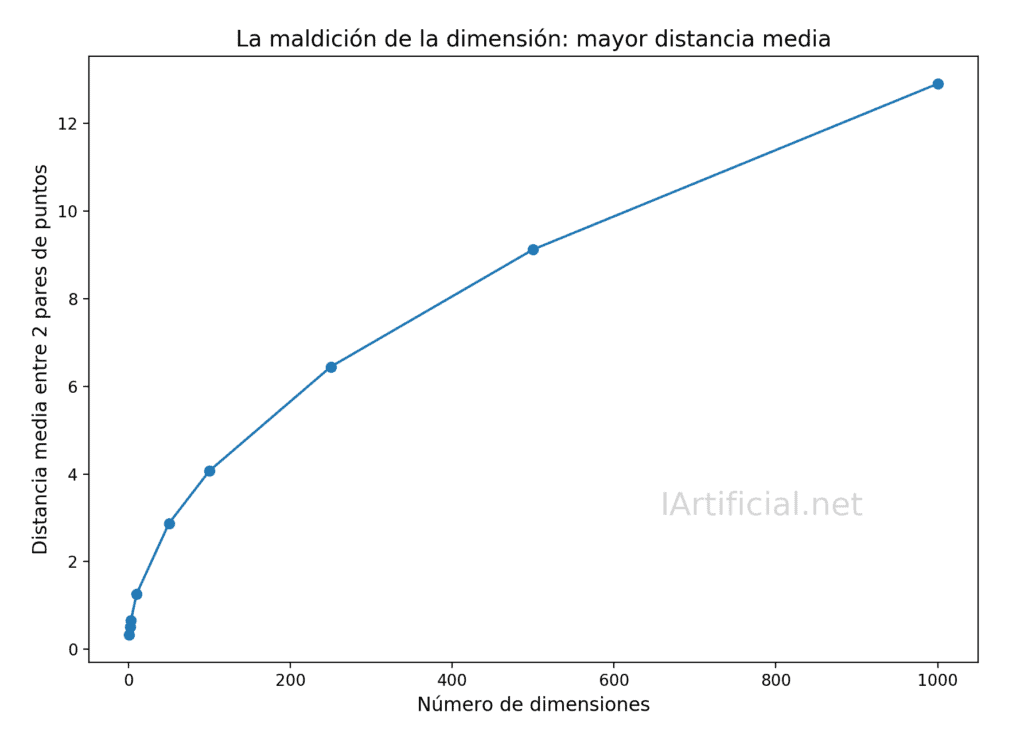 La maldición de la dimensión: mayor distancia media
Distancia media entre 2 pares de puntos
12
10
8
6
4
2
0
IArtificial.net
0 200 400 600 800 1000
Número de dimensiones